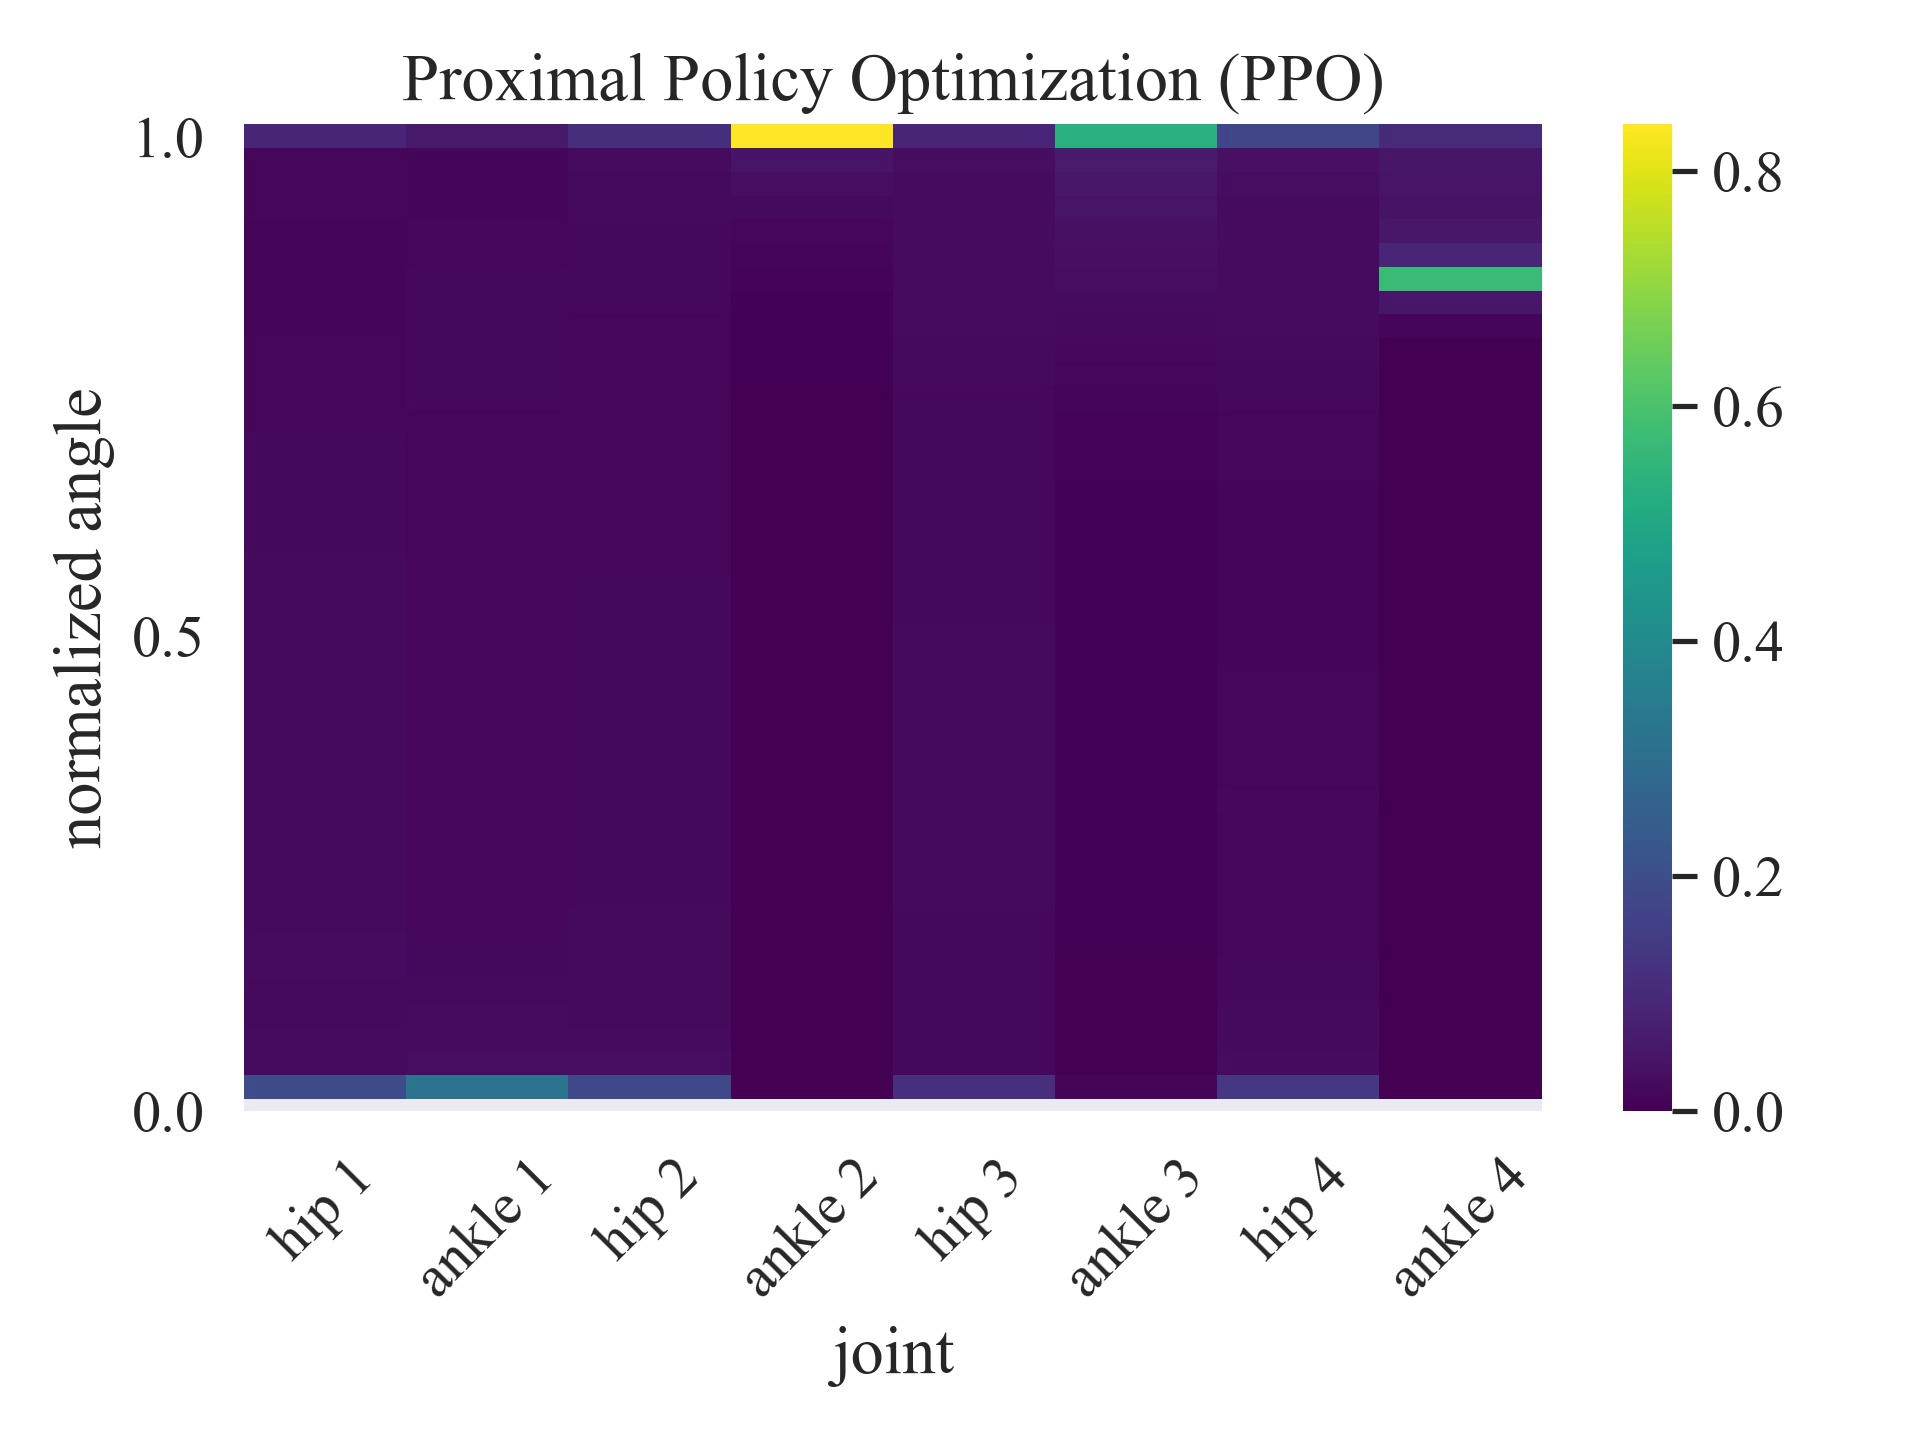 Proximal Policy Optimization (PPO)
normalized angle
1.0
0.5
0.0
hip 1
ankle 1
hip 2
ankle 2
hip 3
ankle 3
hip 4
ankle 4
joint
0.8
0.6
0.4
0.2
0.0